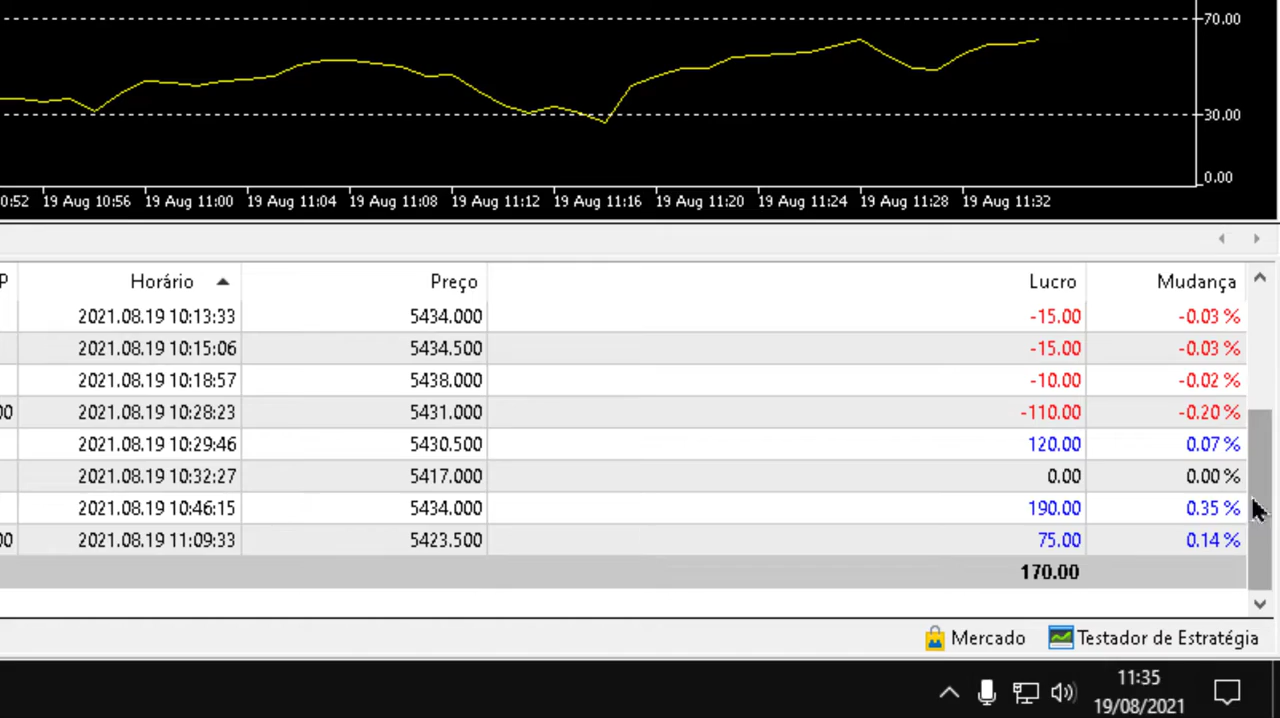 70.00
30.00
0.00
0:52 19 Aug 10:56 19 Aug 11:00 19 Aug 11:04 19 Aug 11:08 19 Aug 11:12 19 Aug 11:16 19 Aug 11:20 19 Aug 11:24 19 Aug 11:28 19 Aug 11:32
P Horário Preço Lucro Mudança
2021.08.19 10:13:33 5434.000 -15.00 -0.03 %
2021.08.19 10:15:06 5434.500 -15.00 -0.03 %
2021.08.19 10:18:57 5438.000 -10.00 -0.02 %
00 2021.08.19 10:28:23 5431.000 -110.00 -0.20 %
2021.08.19 10:29:46 5430.500 120.00 0.07 %
2021.08.19 10:32:27 5417.000 0.00 0.00 %
2021.08.19 10:46:15 5434.000 190.00 0.35 %
00 2021.08.19 11:09:33 5423.500 75.00 0.14 %
170.00
Mercado Testador de Estratégia
11:35
19/08/2021